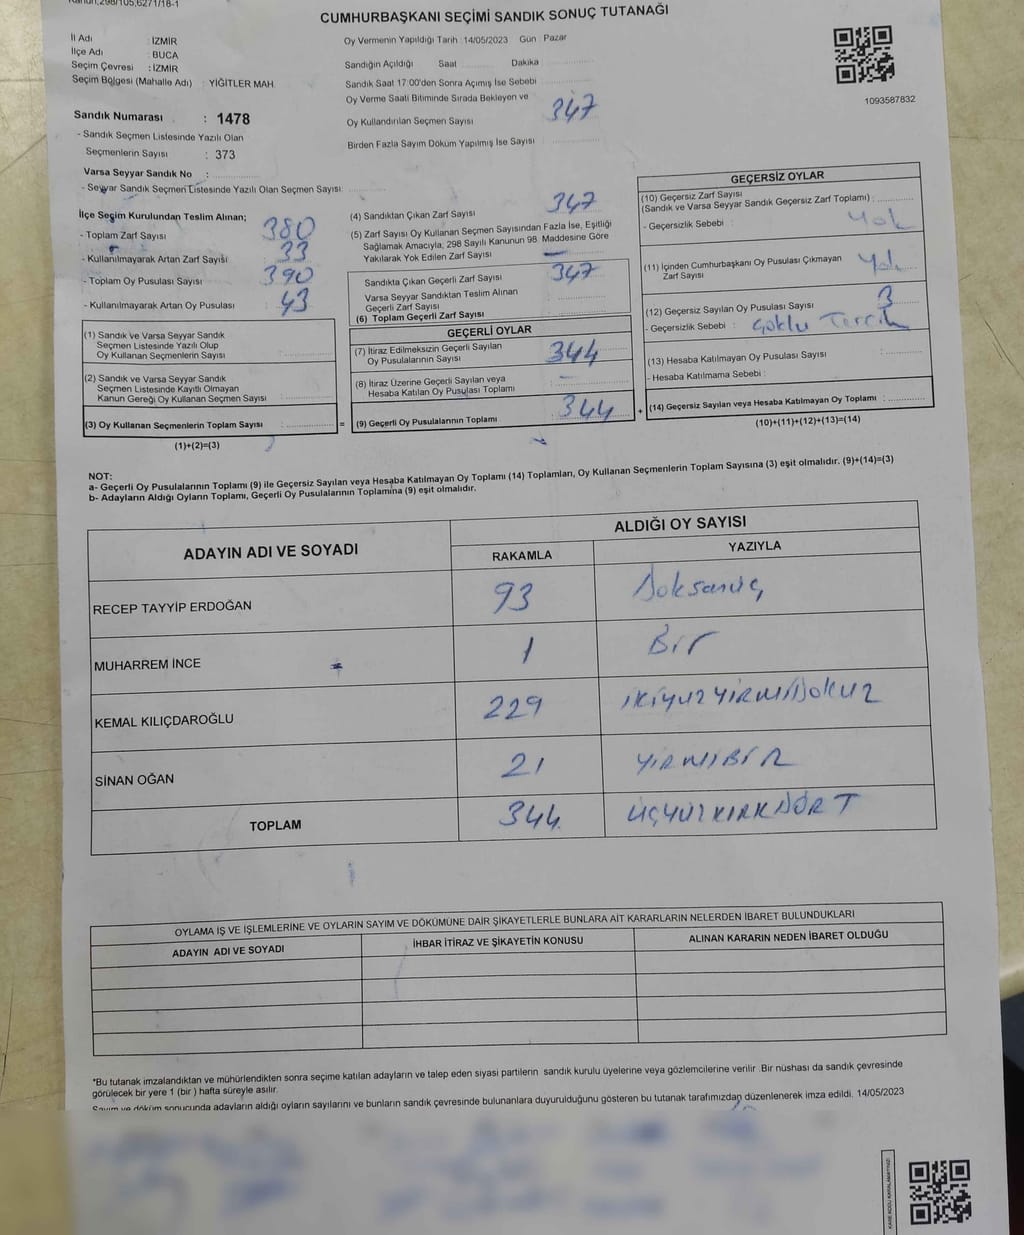 Kanun,298/105,6271/18-1
CUMHURBAŞKANI SEÇİMİ SANDIK SONUÇ TUTANAĞI
İl Adı : İZMİR
İlçe Adı : BUCA
Seçim Çevresi : İZMİR
Seçim Bölgesi (Mahalle Adı) : YİĞİTLER MAH.
Sandık Numarası : 1478
- Sandık Seçmen Listesinde Yazılı Olan
Seçmenlerin Sayısı : 373
Varsa Seyyar Sandık No :
- Seyyar Sandık Seçmen Listesinde Yazılı Olan Seçmen Sayısı:
Oy Vermenin Yapıldığı Tarih : 14/05/2023 Gün : Pazar
Sandığın Açıldığı Saat Dakika
Sandık Saat 17:00'den Sonra Açımış İse Sebebi
Oy Verme Saati Bitiminde Sırada Bekleyen ve
Oy Kullandırılan Seçmen Sayısı 347
Birden Fazla Sayım Döküm Yapılmış İse Sayısı
1093587832
İlçe Seçim Kurulundan Teslim Alınan;
- Toplam Zarf Sayısı 380
- Kullanılmayarak Artan Zarf Sayısı 33
- Toplam Oy Pusulası Sayısı 390
- Kullanılmayarak Artan Oy Pusulası 43
(1) Sandık ve Varsa Seyyar Sandık
Seçmen Listesinde Yazılı Olup
Oy Kullanan Seçmenlerin Sayısı :
(2) Sandık ve Varsa Seyyar Sandık
Seçmen Listesinde Kayıtlı Olmayan
Kanun Gereği Oy Kullanan Seçmen Sayısı :
(3) Oy Kullanan Seçmenlerin Toplam Sayısı :
(1)+(2)=(3)
(4) Sandıktan Çıkan Zarf Sayısı 347
(5) Zarf Sayısı Oy Kullanan Seçmen Sayısından Fazla İse, Eşitliği
Sağlamak Amacıyla, 298 Sayılı Kanunun 98. Maddesine Göre
Yakılarak Yok Edilen Zarf Sayısı —
Sandıkta Çıkan Geçerli Zarf Sayısı 347
Varsa Seyyar Sandıktan Teslim Alınan
Geçerli Zarf Sayısı
(6) Toplam Geçerli Zarf Sayısı
GEÇERLİ OYLAR
(7) İtiraz Edilmeksizin Geçerli Sayılan
Oy Pusulalarının Sayısı 344
(8) İtiraz Üzerine Geçerli Sayılan veya
Hesaba Katılan Oy Pusulası Toplamı —
= (9) Geçerli Oy Pusulalarının Toplamı 344
GEÇERSİZ OYLAR
(10) Geçersiz Zarf Sayısı
(Sandık ve Varsa Seyyar Sandık Geçersiz Zarf Toplamı) :
- Geçersizlik Sebebi : Yok
(11) İçinden Cumhurbaşkanı Oy Pusulası Çıkmayan
Zarf Sayısı Yok
(12) Geçersiz Sayılan Oy Pusulası Sayısı 3
- Geçersizlik Sebebi : Çoklu Tercih
(13) Hesaba Katılmayan Oy Pusulası Sayısı :
- Hesaba Katılmama Sebebi :
+ (14) Geçersiz Sayılan veya Hesaba Katılmayan Oy Toplamı :
(10)+(11)+(12)+(13)=(14)
NOT:
a- Geçerli Oy Pusulalarının Toplamı (9) ile Geçersiz Sayılan veya Hesaba Katılmayan Oy Toplamı (14) Toplamları, Oy Kullanan Seçmenlerin Toplam Sayısına (3) eşit olmalıdır. (9)+(14)=(3)
b- Adayların Aldığı Oyların Toplamı, Geçerli Oy Pusulalarının Toplamına (9) eşit olmalıdır.
ADAYIN ADI VE SOYADI
ALDIĞI OY SAYISI
RAKAMLA YAZIYLA
RECEP TAYYİP ERDOĞAN 93 Doksanüç
MUHARREM İNCE 1 Bir
KEMAL KILIÇDAROĞLU 229 İKİYÜZYİRMİDOKUZ
SİNAN OĞAN 21 YİRMİBİR
TOPLAM 344 ÜÇYÜZKIRKDÖRT
OYLAMA İŞ VE İŞLEMLERİNE VE OYLARIN SAYIM VE DÖKÜMÜNE DAİR ŞİKAYETLERLE BUNLARA AİT KARARLARIN NELERDEN İBARET BULUNDUKLARI
ADAYIN ADI VE SOYADI İHBAR İTİRAZ VE ŞİKAYETİN KONUSU ALINAN KARARIN NEDEN İBARET OLDUĞU
*Bu tutanak imzalandıktan ve mühürlendikten sonra seçime katılan adayların ve talep eden siyasi partilerin sandık kurulu üyelerine veya gözlemcilerine verilir. Bir nüshası da sandık çevresinde
görülecek bir yere 1 (bir) hafta süreyle asılır.
Sayım ve döküm sonucunda adayların aldığı oyların sayılarını ve bunların sandık çevresinde bulunanlara duyurulduğunu gösteren bu tutanak tarafımızdan düzenlenerek imza edildi. 14/05/2023